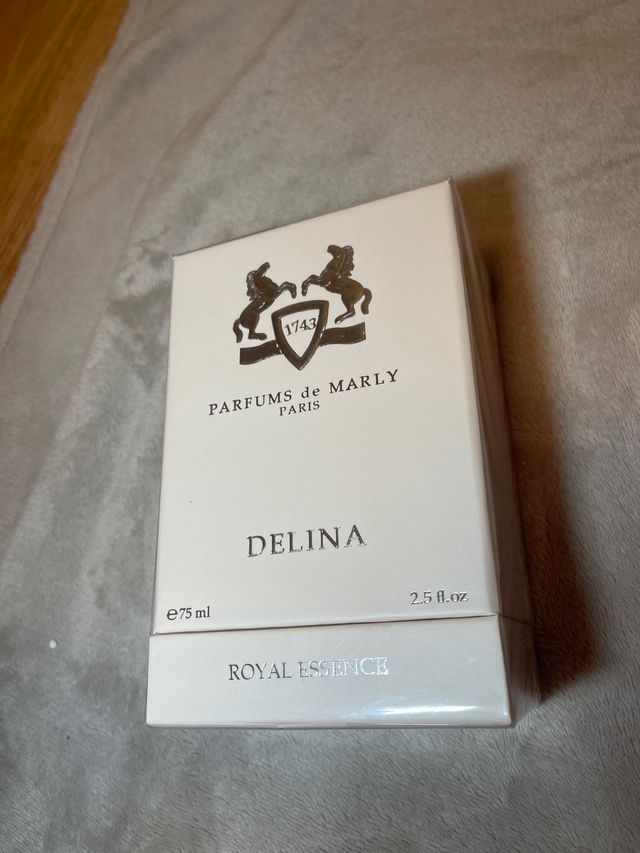 1743
PARFUMS de MARLY
PARIS
DELINA
℮75 ml 2.5 fl.oz
ROYAL ESSENCE